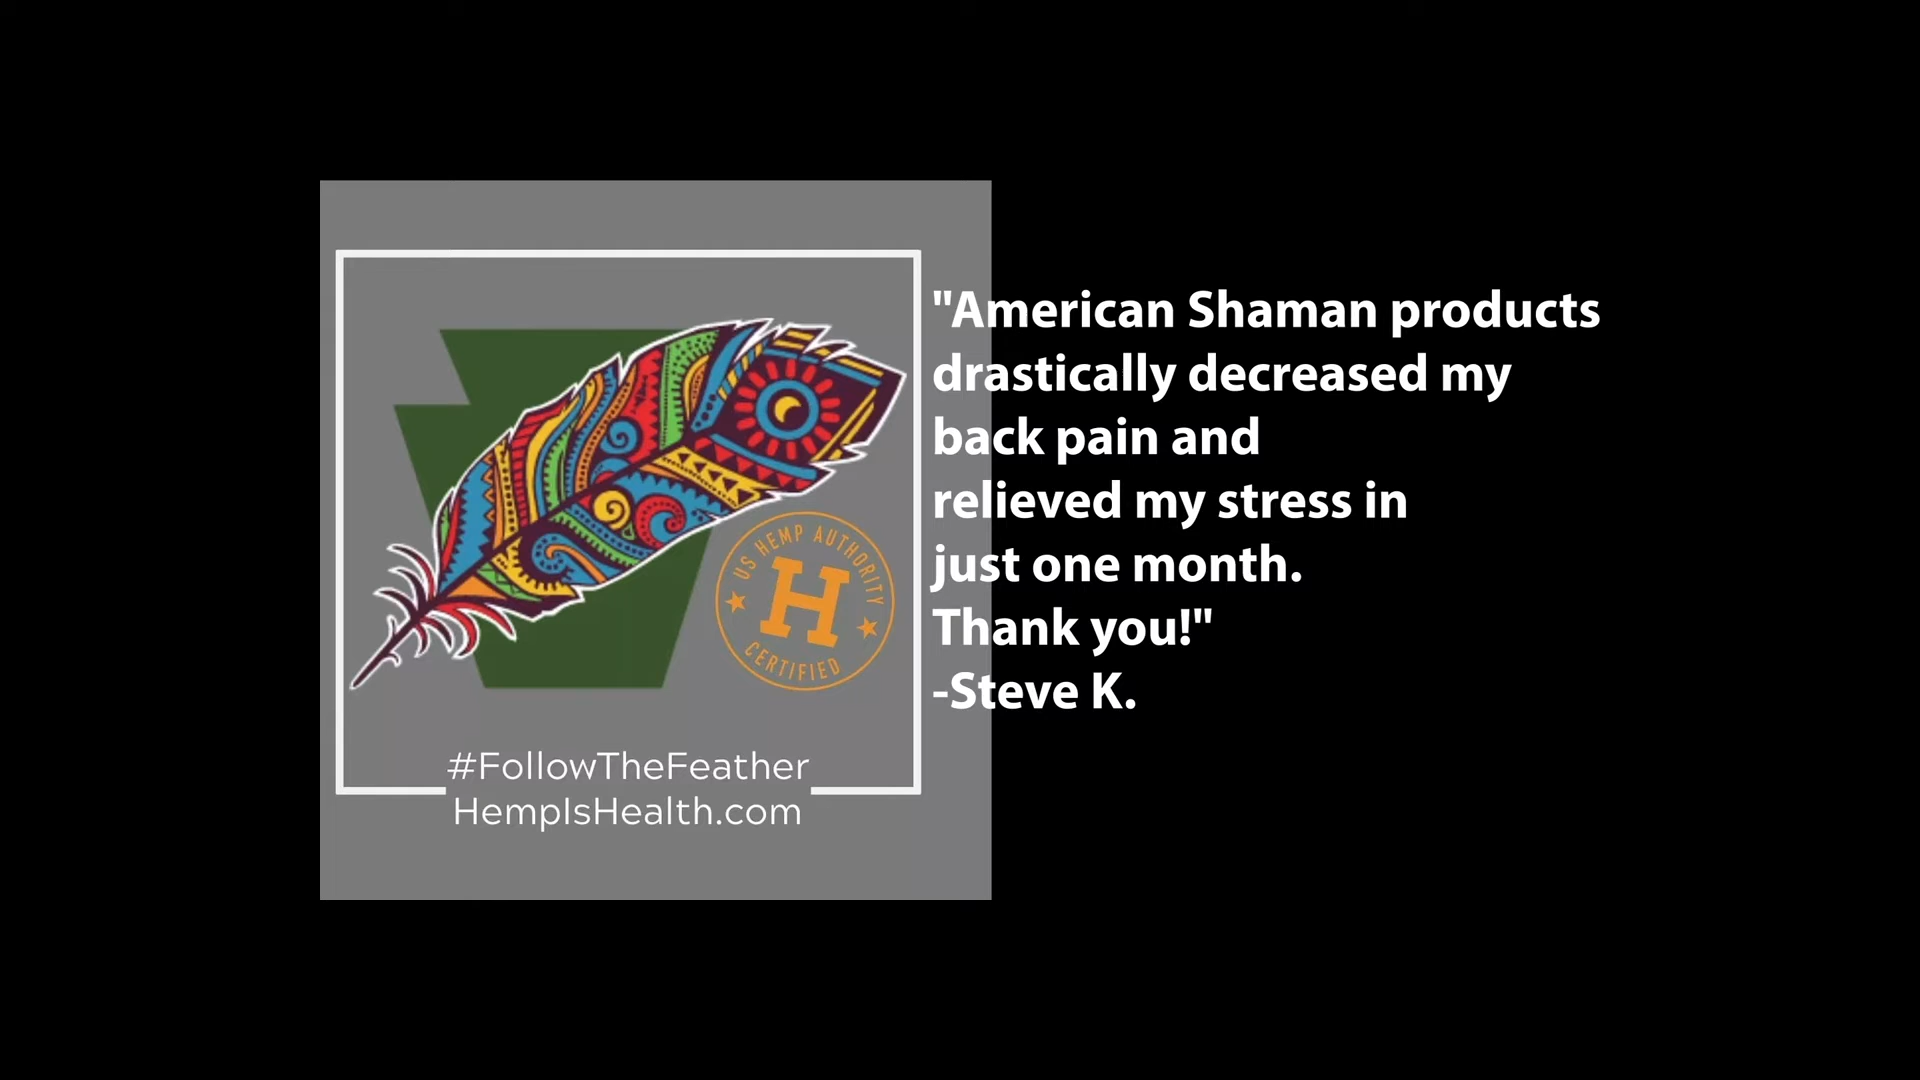 "American Shaman products
drastically decreased my
back pain and
relieved my stress in
just one month.
Thank you!"
-Steve K.
US HEMP AUTHORITY
H
CERTIFIED
#FollowTheFeather
HempIsHealth.com